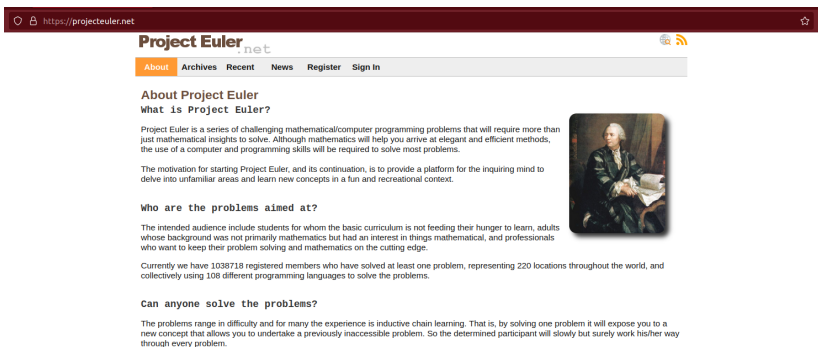 https://projecteuler.net
Project Euler.net
About Archives Recent News Register Sign In
About Project Euler
What is Project Euler?
Project Euler is a series of challenging mathematical/computer programming problems that will require more than
just mathematical insights to solve. Although mathematics will help you arrive at elegant and efficient methods,
the use of a computer and programming skills will be required to solve most problems.
The motivation for starting Project Euler, and its continuation, is to provide a platform for the inquiring mind to
delve into unfamiliar areas and learn new concepts in a fun and recreational context.
Who are the problems aimed at?
The intended audience include students for whom the basic curriculum is not feeding their hunger to learn, adults
whose background was not primarily mathematics but had an interest in things mathematical, and professionals
who want to keep their problem solving and mathematics on the cutting edge.
Currently we have 1038718 registered members who have solved at least one problem, representing 220 locations throughout the world, and
collectively using 108 different programming languages to solve the problems.
Can anyone solve the problems?
The problems range in difficulty and for many the experience is inductive chain learning. That is, by solving one problem it will expose you to a
new concept that allows you to undertake a previously inaccessible problem. So the determined participant will slowly but surely work his/her way
through every problem.